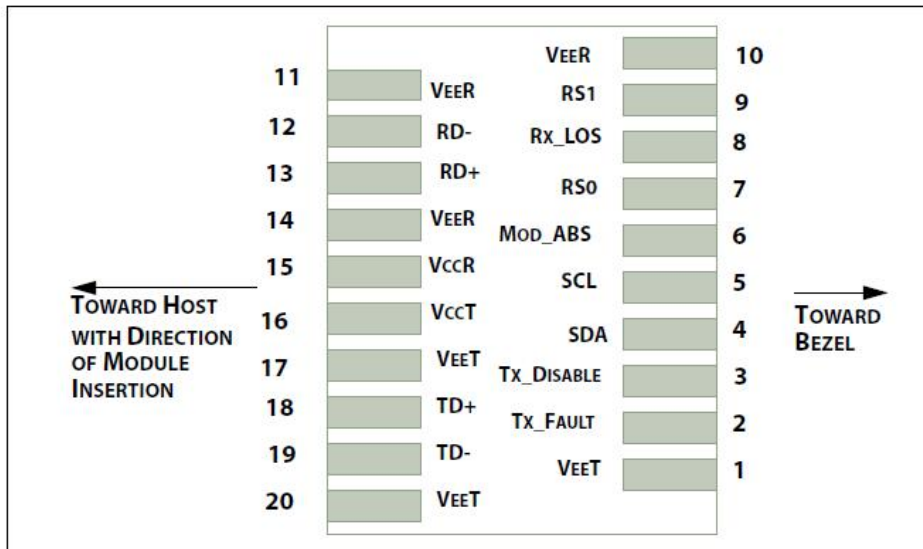 11 VEER
12 RD-
13 RD+
14 VEER
15 VCCR
16 VCCT
17 VEET
18 TD+
19 TD-
20 VEET
VEER 10
RS1 9
RX_LOS 8
RS0 7
MOD_ABS 6
SCL 5
SDA 4
TX_DISABLE 3
TX_FAULT 2
VEET 1
TOWARD HOST
WITH DIRECTION
OF MODULE
INSERTION
TOWARD
BEZEL